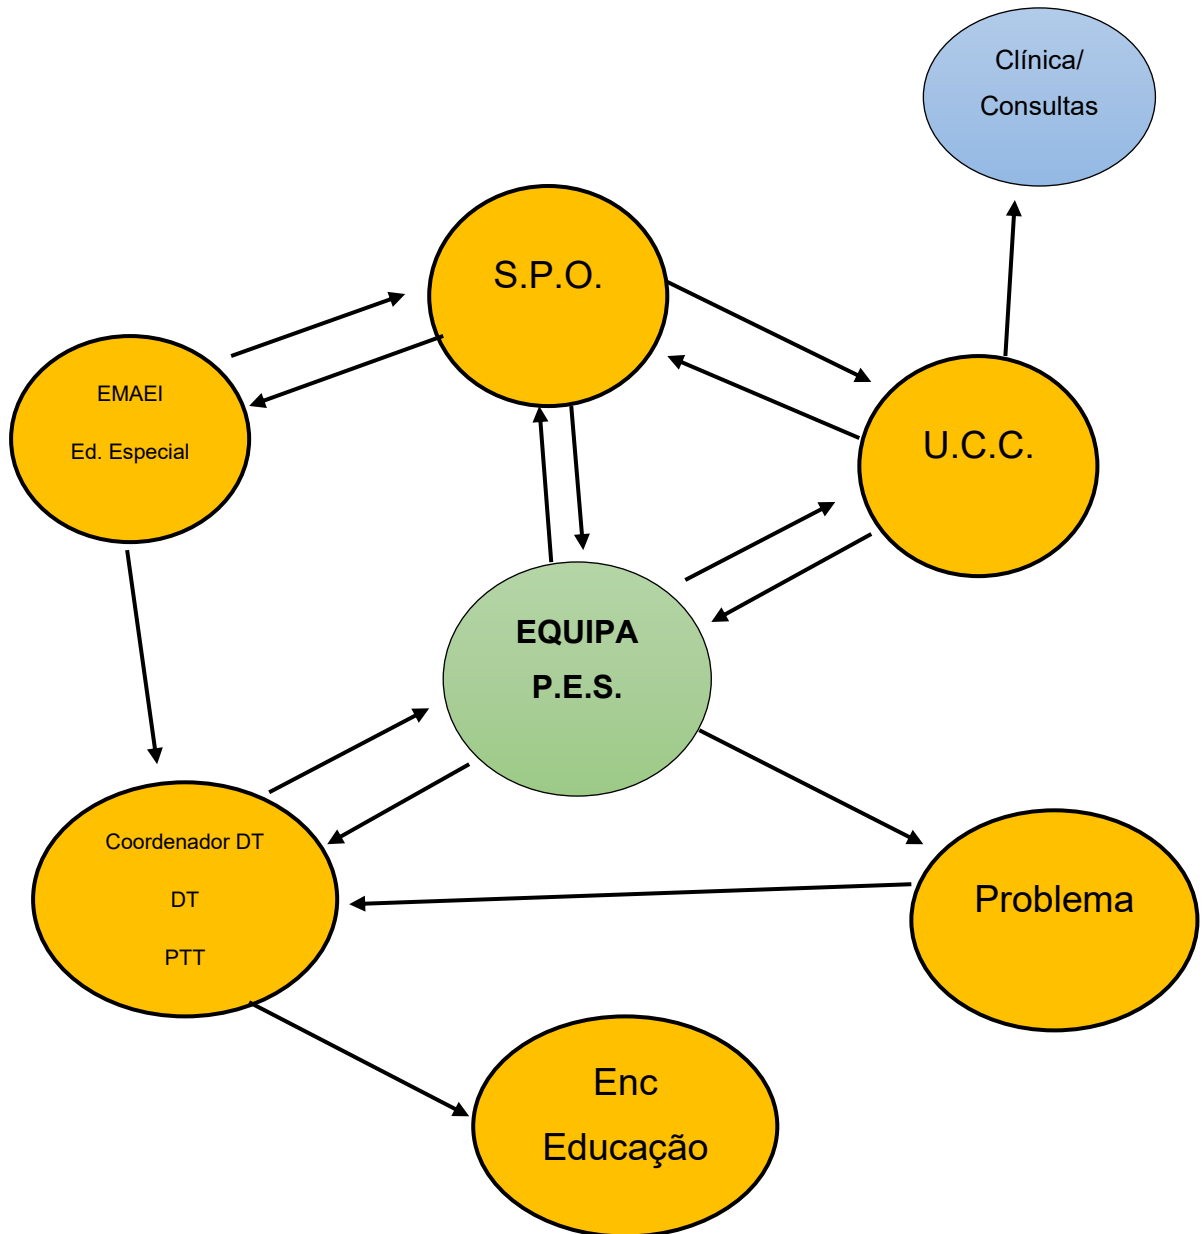 Clínica/
Consultas
S.P.O.
EMAEI
Ed. Especial
U.C.C.
EQUIPA
P.E.S.
Coordenador DT
DT
PTT
Problema
Enc
Educação